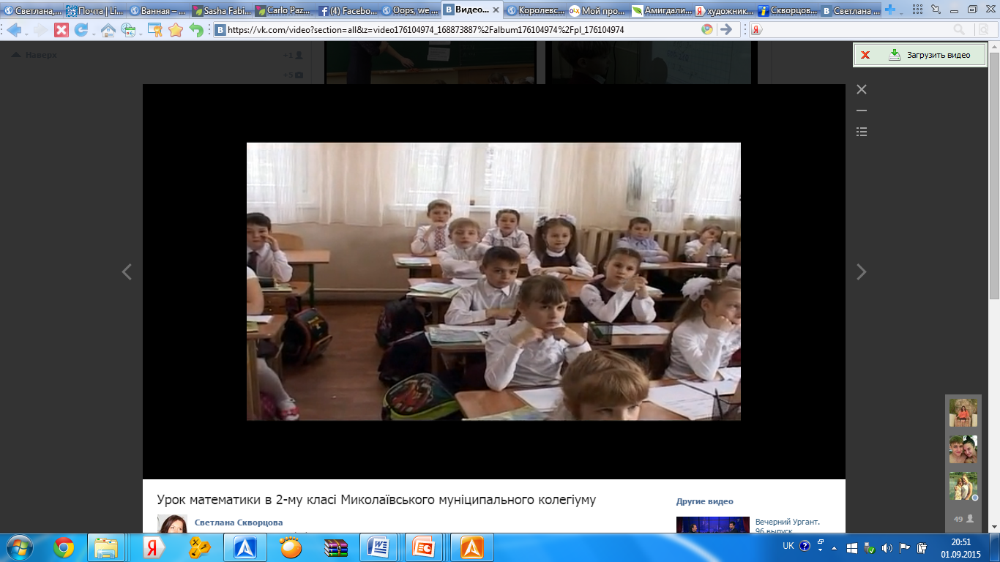 Светлана,...
Почта | Li...
Ванная – ...
Sasha Fabi...
Carlo Paz...
(4) Facebo...
Oops, we ...
Видео...
Королевс...
Мой про...
Амигдали...
художник...
Скворцов...
Светлана ...
https://vk.com/video?section=all&z=video176104974_168873887%2Falbum176104974%2Fpl_176104974
Наверх
+1
+5
Загрузить видео
Урок математики в 2-му класі Миколаївського муніципального колегіуму
Светлана Скворцова
Другие видео
Вечерний Ургант.
96 выпуск
49
UK
20:51
01.09.2015